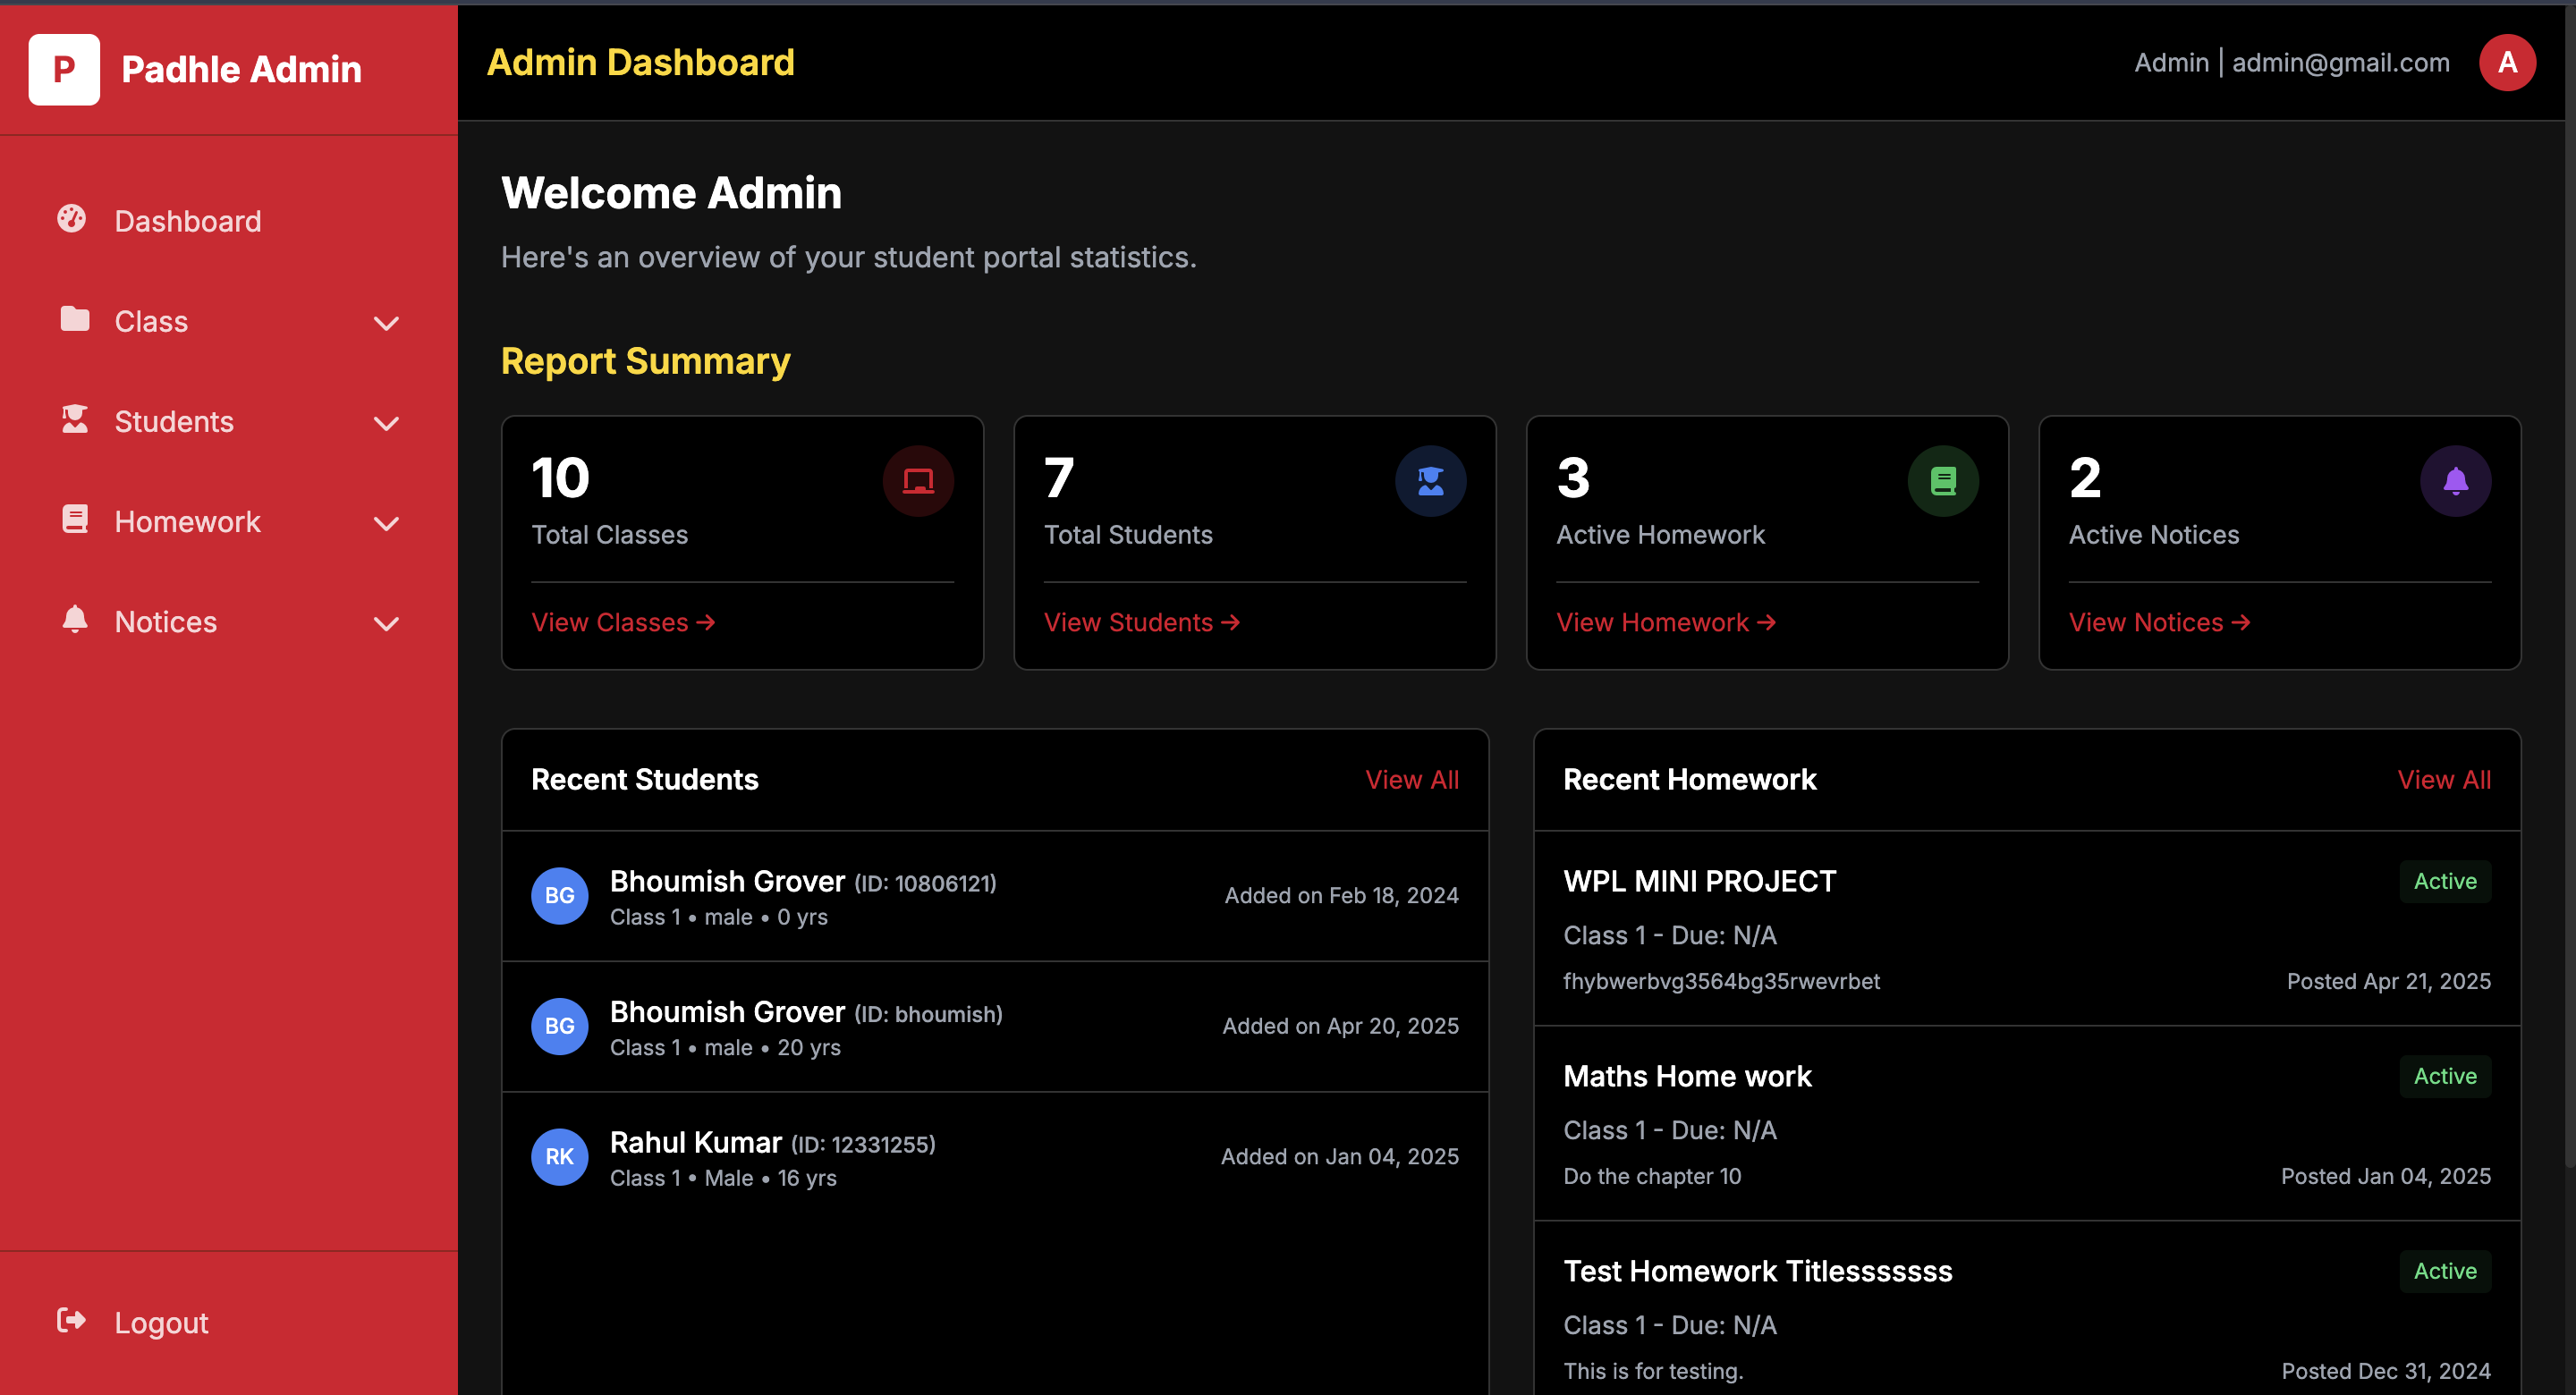 P Padhle Admin
Dashboard
Class
Students
Homework
Notices
Logout
Admin Dashboard
Admin | admin@gmail.com A
Welcome Admin
Here's an overview of your student portal statistics.
Report Summary
10
Total Classes
View Classes →
7
Total Students
View Students →
3
Active Homework
View Homework →
2
Active Notices
View Notices →
Recent Students View All
BG Bhoumish Grover (ID: 10806121)
Class 1 • male • 0 yrs
Added on Feb 18, 2024
BG Bhoumish Grover (ID: bhoumish)
Class 1 • male • 20 yrs
Added on Apr 20, 2025
RK Rahul Kumar (ID: 12331255)
Class 1 • Male • 16 yrs
Added on Jan 04, 2025
Recent Homework View All
WPL MINI PROJECT Active
Class 1 - Due: N/A
fhybwerbvg3564bg35rwevrbet Posted Apr 21, 2025
Maths Home work Active
Class 1 - Due: N/A
Do the chapter 10 Posted Jan 04, 2025
Test Homework Titlesssssss Active
Class 1 - Due: N/A
This is for testing. Posted Dec 31, 2024